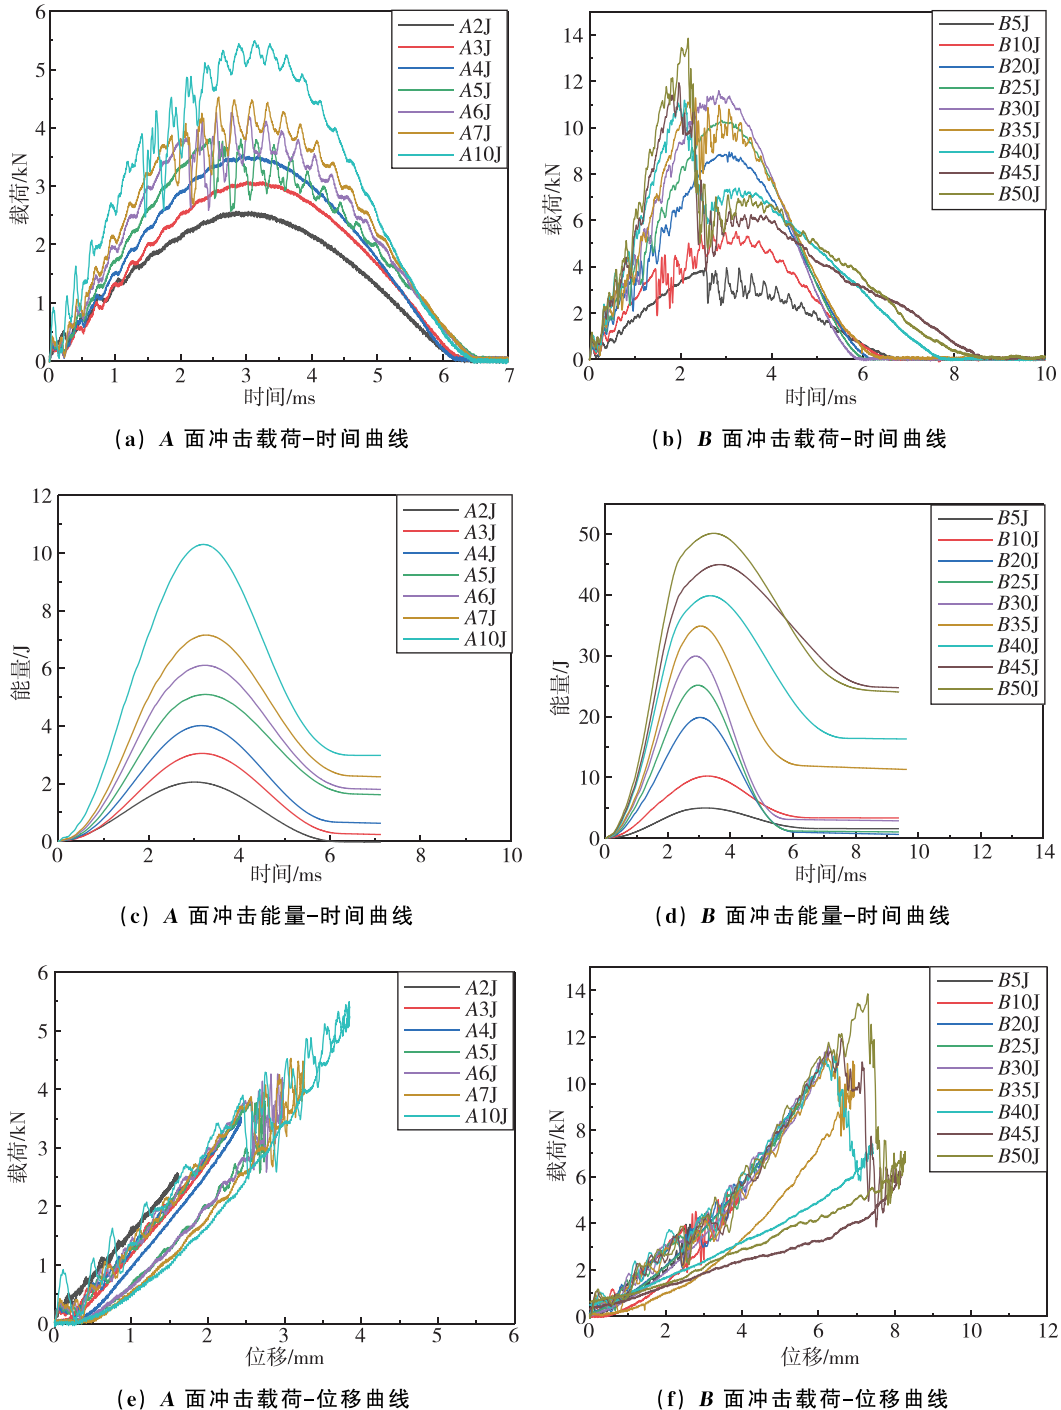 载荷/kN
6
5
4
3
2
1
0
0 1 2 3 4 5 6 7
时间/ms
A2J
A3J
A4J
A5J
A6J
A7J
A10J
(a) A 面冲击载荷-时间曲线
载荷/kN
14
12
10
8
6
4
2
0
0 2 4 6 8 10
时间/ms
B5J
B10J
B20J
B25J
B30J
B35J
B40J
B45J
B50J
(b) B 面冲击载荷-时间曲线
能量/J
12
10
8
6
4
2
0
0 2 4 6 8 10
时间/ms
A2J
A3J
A4J
A5J
A6J
A7J
A10J
(c) A 面冲击能量-时间曲线
能量/J
50
40
30
20
10
0
0 2 4 6 8 10 12 14
时间/ms
B5J
B10J
B20J
B25J
B30J
B35J
B40J
B45J
B50J
(d) B 面冲击能量-时间曲线
载荷/kN
6
5
4
3
2
1
0
0 1 2 3 4 5 6
位移/mm
A2J
A3J
A4J
A5J
A6J
A7J
A10J
(e) A 面冲击载荷-位移曲线
载荷/kN
14
12
10
8
6
4
2
0
0 2 4 6 8 10 12
位移/mm
B5J
B10J
B20J
B25J
B30J
B35J
B40J
B45J
B50J
(f) B 面冲击载荷-位移曲线